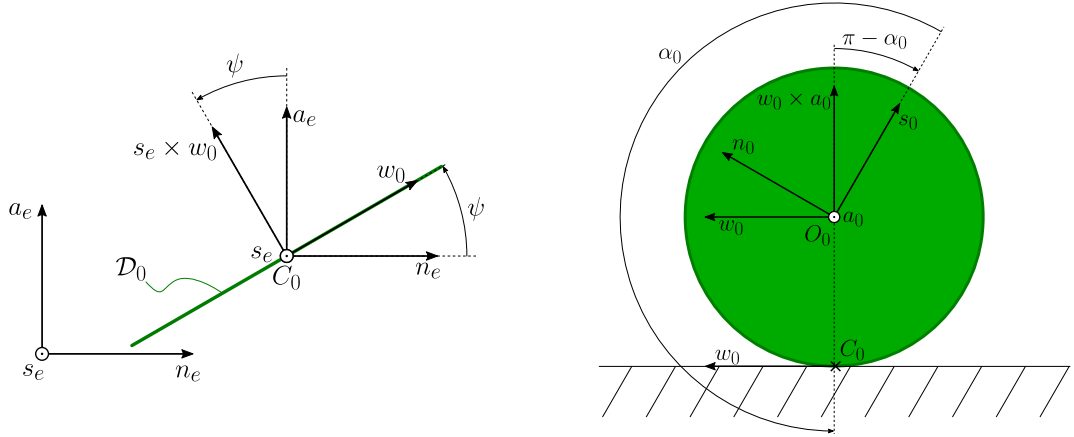 ψ
a_e
s_e × w_0
w_0
ψ
a_e
s_e
n_e
C_0
𝒟_0
s_e
n_e
π − α_0
α_0
w_0 × a_0
s_0
n_0
a_0
w_0
O_0
C_0
w_0